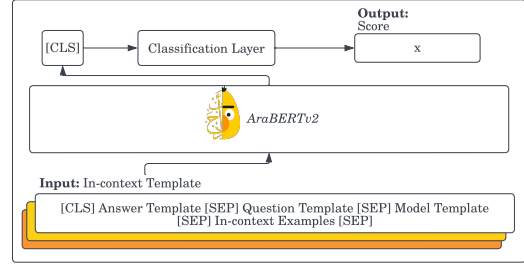 Output:
Score
[CLS]
Classification Layer
x
AraBERTv2
Input: In-context Template
[CLS] Answer Template [SEP] Question Template [SEP] Model Template
[SEP] In-context Examples [SEP]